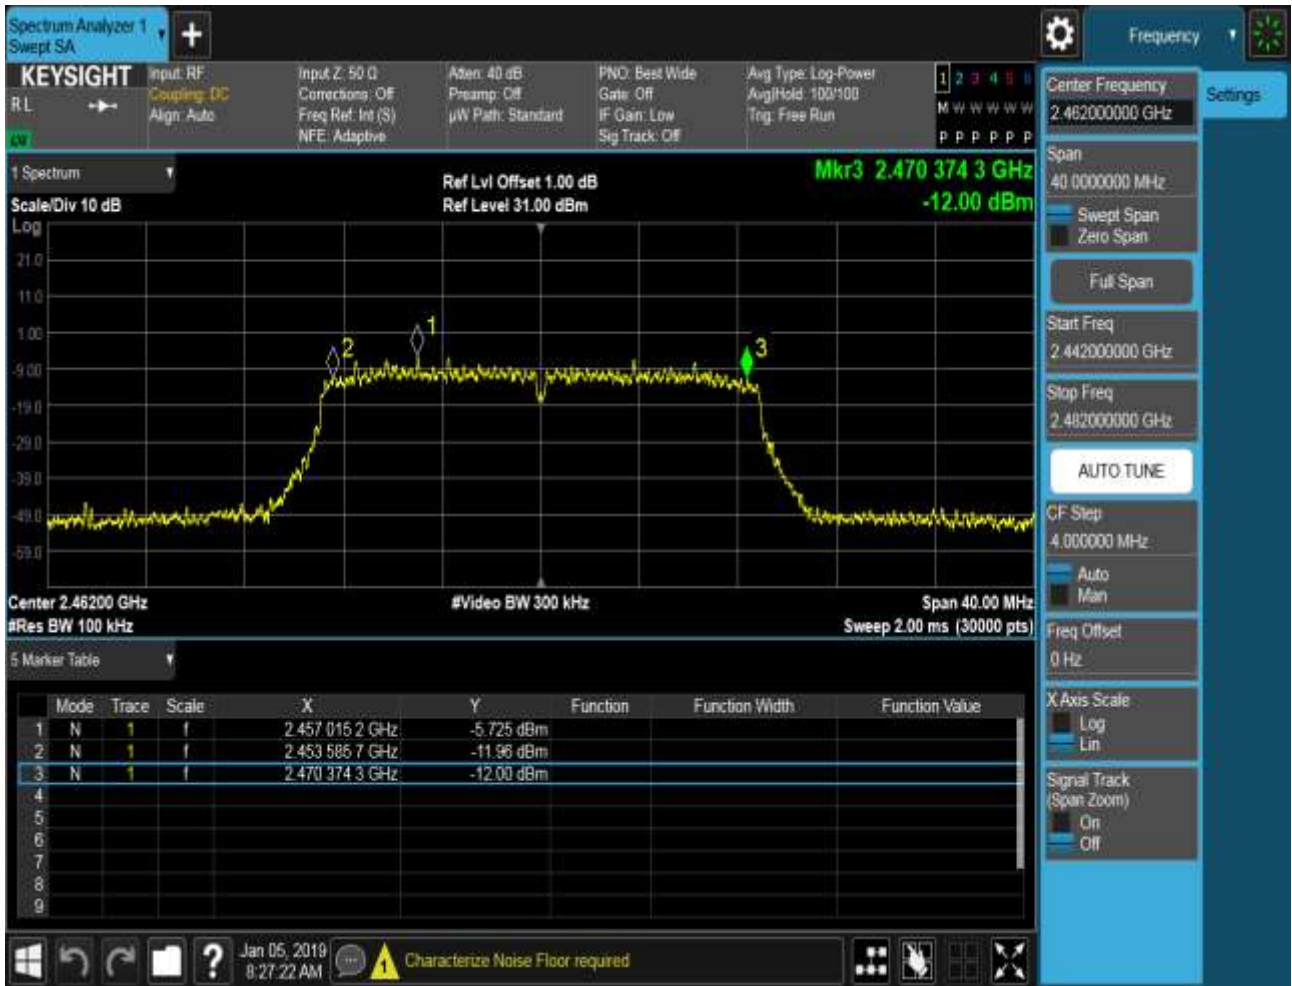 Spectrum Analyzer 1
Swept SA
Frequency
KEYSIGHT
Input: RF
Coupling: DC
Align: Auto
Input Z: 50 Ω
Corrections: Off
Freq Ref: Int (S)
NFE: Adaptive
Atten: 40 dB
Preamp: Off
µW Path: Standard
PNO: Best Wide
Gate: Off
IF Gain: Low
Sig Track: Off
Avg Type: Log-Power
Avg|Hold: 100/100
Trig: Free Run
1 2 3 4 5 6
M W W W W W
P P P P P P
R L
LXI
1 Spectrum
Scale/Div 10 dB
Ref Lvl Offset 1.00 dB
Ref Level 31.00 dBm
Mkr3 2.470 374 3 GHz
-12.00 dBm
Log
21.0
11.0
1.00
-9.00
-19.0
-29.0
-39.0
-49.0
-59.0
1
2
3
Center 2.46200 GHz
#Res BW 100 kHz
#Video BW 300 kHz
Span 40.00 MHz
Sweep 2.00 ms (30000 pts)
5 Marker Table
Mode Trace Scale X Y Function Function Width Function Value
1 N 1 f 2.457 015 2 GHz -5.725 dBm
2 N 1 f 2.453 585 7 GHz -11.96 dBm
3 N 1 f 2.470 374 3 GHz -12.00 dBm
4
5
6
7
8
9
Center Frequency
2.462000000 GHz
Settings
Span
40.0000000 MHz
Swept Span
Zero Span
Full Span
Start Freq
2.442000000 GHz
Stop Freq
2.482000000 GHz
AUTO TUNE
CF Step
4.000000 MHz
Auto
Man
Freq Offset
0 Hz
X Axis Scale
Log
Lin
Signal Track
(Span Zoom)
On
Off
?
Jan 05, 2019
8:27:22 AM
1
Characterize Noise Floor required